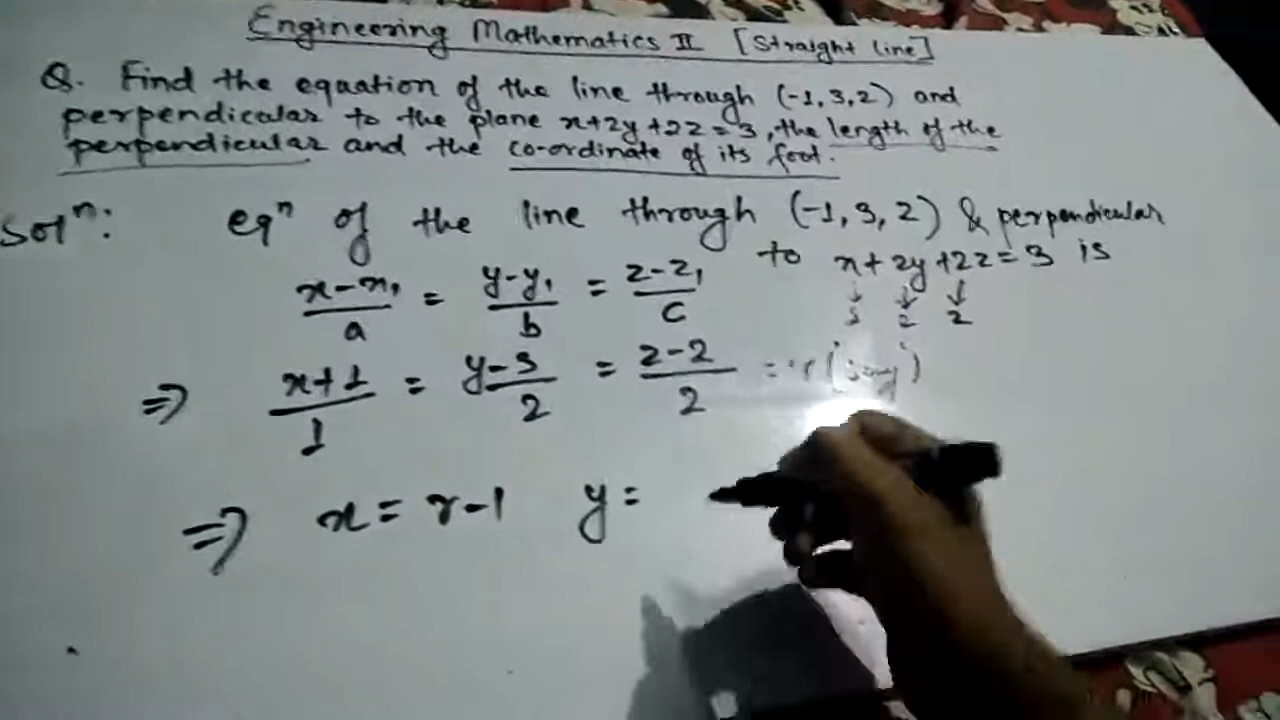 Engineering Mathematics II [Straight line]
Q. Find the equation of the line through (-1,3,2) and
perpendicular to the plane x+2y+2z=3, the length of the
perpendicular and the co-ordinate of its foot.
Solⁿ: eqⁿ of the line through (-1,3,2) & perpendicular
to x+2y+2z=3 is
x-x₁/a = y-y₁/b = z-z₁/c
↓ ↓ ↓
1 2 2
⇒ x+1/1 = y-3/2 = z-2/2 = r (say)
⇒ x = r-1 y =